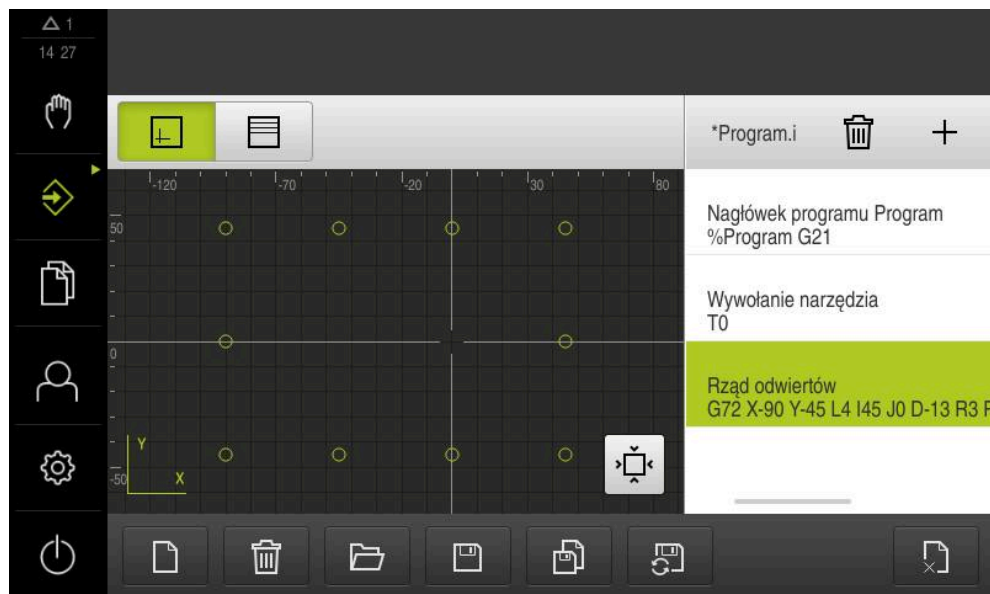 1
14 27
*Program.i
-120
-70
-20
30
80
Nagłówek programu Program
%Program G21
50
Wywołanie narzędzia
T0
0
Rząd odwiertów
G72 X-90 Y-45 L4 I45 J0 D-13 R3 F
Y
-50
X